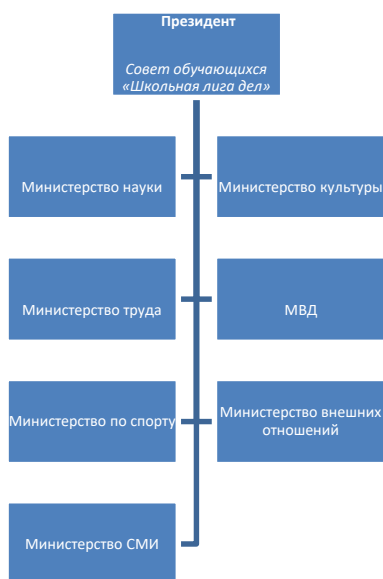 Президент
Совет обучающихся
«Школьная лига дел»
Министерство науки
Министерство культуры
Министерство труда
МВД
Министерство по спорту
Министерство внешних
отношений
Министерство СМИ